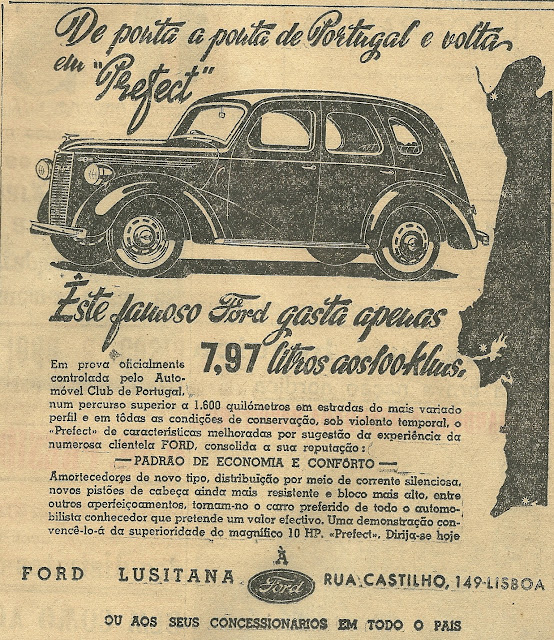 De ponta a ponta de Portugal e volta
em "Prefect"
Êste famoso Ford gasta apenas
7,97 litros aos 100 klms.
Em prova oficialmente
controlada pelo Auto-
móvel Club de Portugal,
num percurso superior a 1.600 quilómetros em estradas do mais variado
perfil e em tôdas as condições de conservação, sob violento temporal, o
«Prefect» de características melhoradas por sugestão da experiência da
numerosa clientela FORD, consolida a sua reputação:
— PADRÃO DE ECONOMIA E CONFÔRTO —
Amortecedores de novo tipo, distribuição por meio de corrente silenciosa,
novos pistões de cabeça ainda mais resistente e bloco mais alto, entre
outros aperfeiçoamentos, tornam-no o carro preferido de todo o automo-
bilista conhecedor que pretende um valor efectivo. Uma demonstração con-
vencê-lo-á da superioridade do magnífico 10 HP. «Prefect». Dirija-se hoje
À
FORD LUSITANA Ford RUA CASTILHO, 149-LISBOA
OU AOS SEUS CONCESSIONÁRIOS EM TODO O PAIS